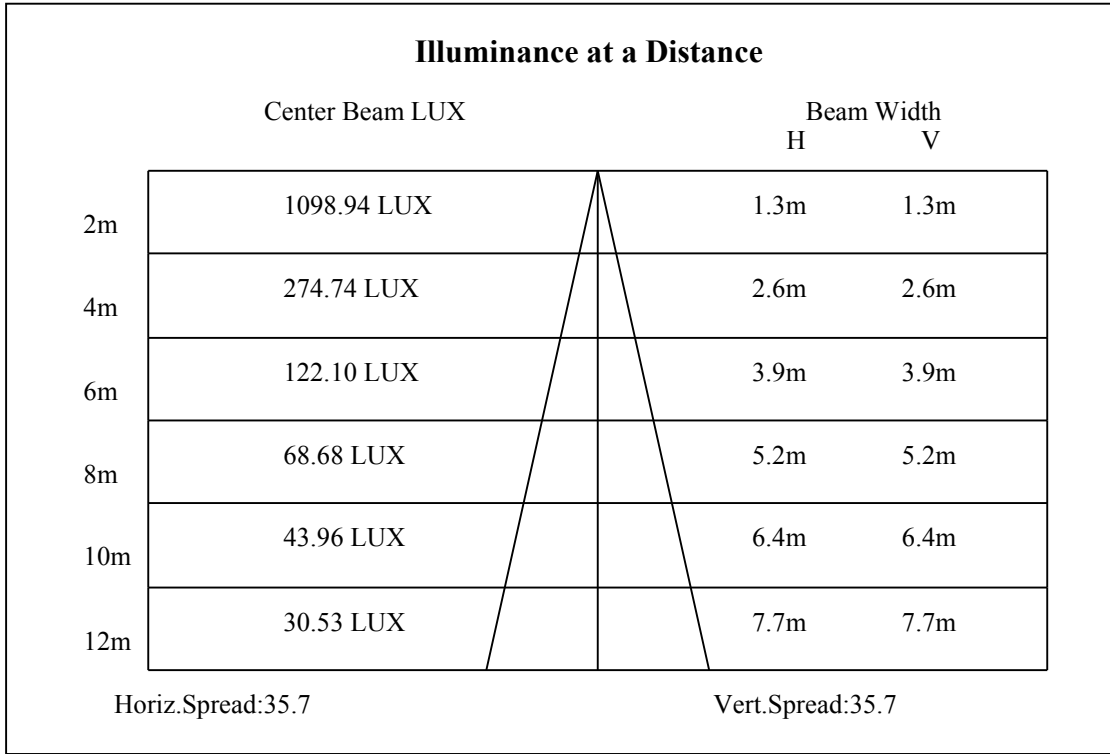 Illuminance at a Distance
Center Beam LUX Beam Width
H V
2m 1098.94 LUX 1.3m 1.3m
4m 274.74 LUX 2.6m 2.6m
6m 122.10 LUX 3.9m 3.9m
8m 68.68 LUX 5.2m 5.2m
10m 43.96 LUX 6.4m 6.4m
12m 30.53 LUX 7.7m 7.7m
Horiz.Spread:35.7 Vert.Spread:35.7